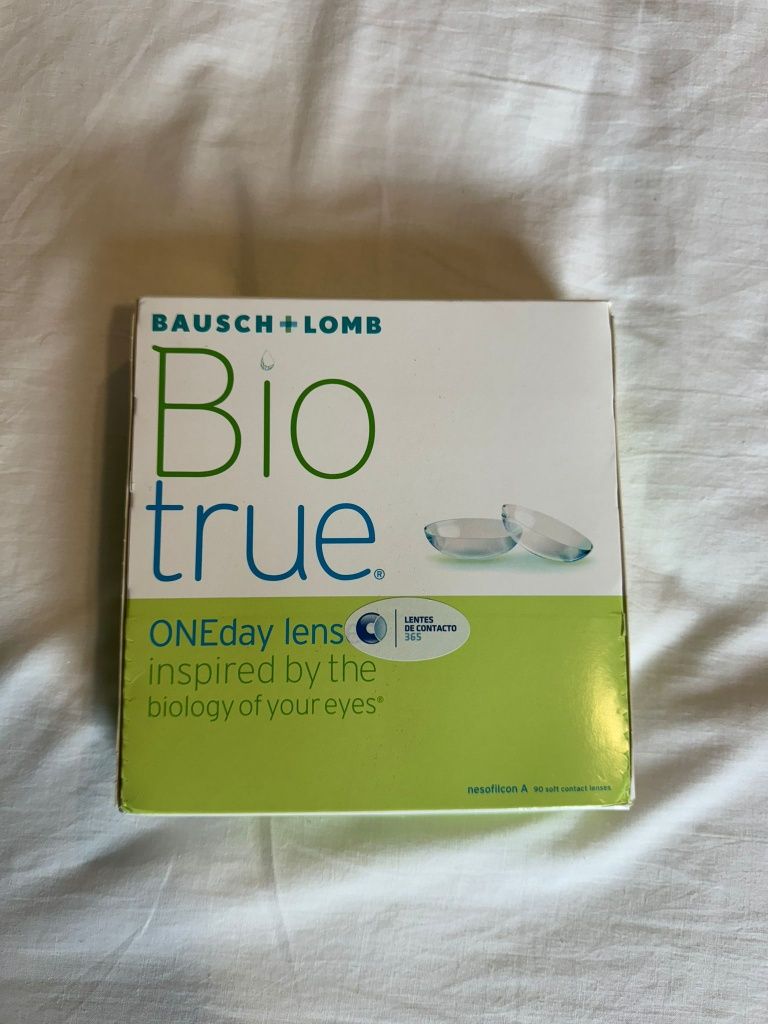 BAUSCH + LOMB
Bio
true®
ONEday lens
LENTES
DE CONTACTO
365
inspired by the
biology of your eyes®
nesofilcon A 90 soft contact lenses